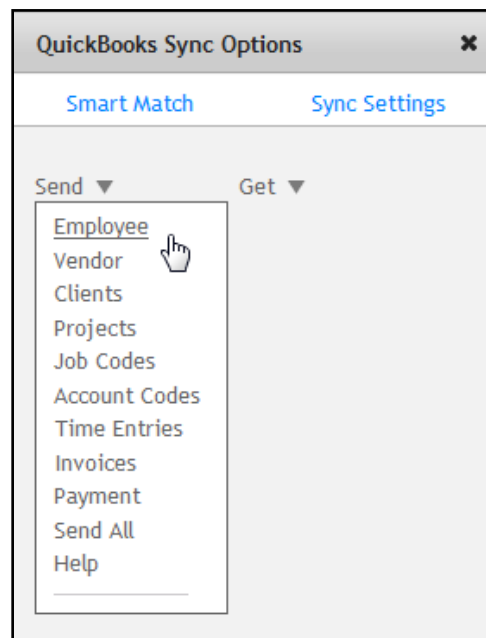 QuickBooks Sync Options ✖
Smart Match Sync Settings
Send ▼ Get ▼
Employee
Vendor
Clients
Projects
Job Codes
Account Codes
Time Entries
Invoices
Payment
Send All
Help